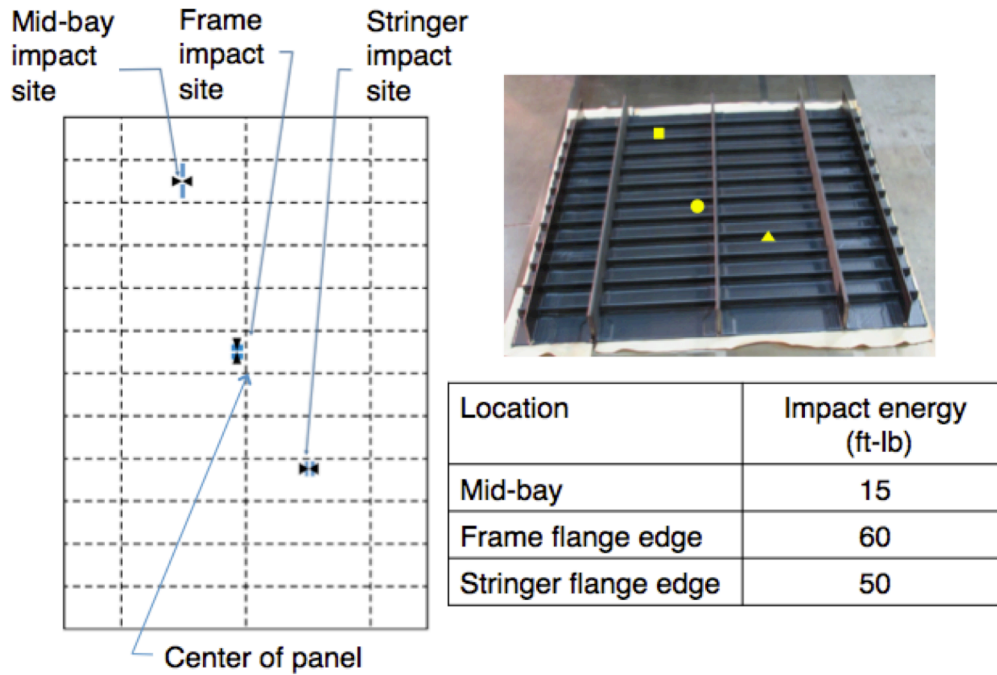 Mid-bay
impact
site
Frame
impact
site
Stringer
impact
site
Location Impact energy
(ft-lb)
Mid-bay 15
Frame flange edge 60
Stringer flange edge 50
Center of panel